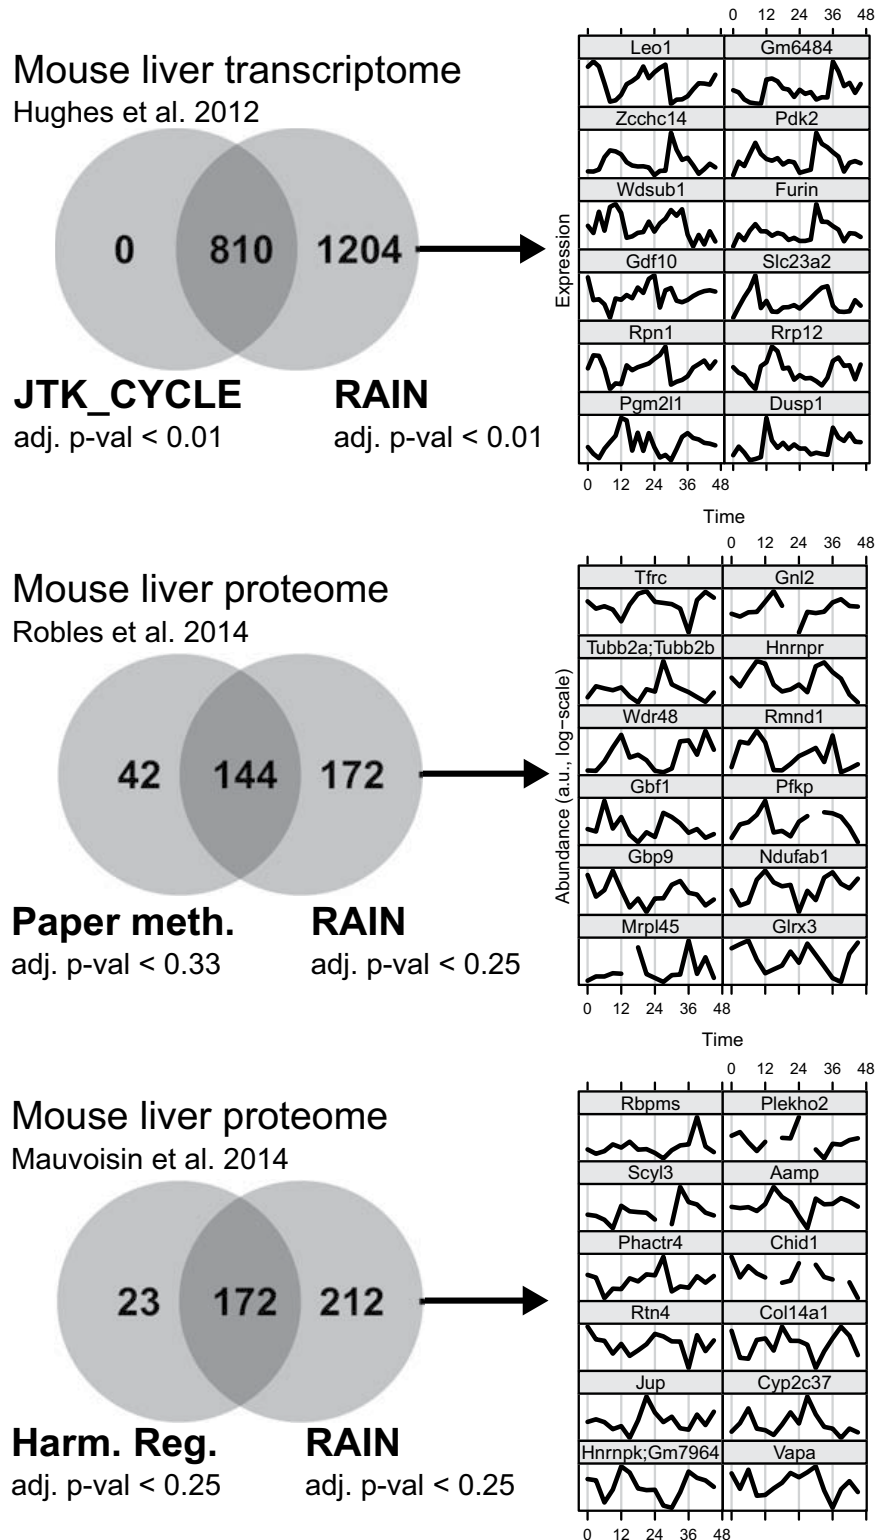 Mouse liver transcriptome
Hughes et al. 2012
0 810 1204
JTK_CYCLE RAIN
adj. p-val < 0.01 adj. p-val < 0.01
0 12 24 36 48
Expression
Leo1 Gm6484
Zcchc14 Pdk2
Wdsub1 Furin
Gdf10 Slc23a2
Rpn1 Rrp12
Pgm2l1 Dusp1
0 12 24 36 48
Time
Mouse liver proteome
Robles et al. 2014
42 144 172
Paper meth. RAIN
adj. p-val < 0.33 adj. p-val < 0.25
0 12 24 36 48
Abundance (a.u., log−scale)
Tfrc Gnl2
Tubb2a;Tubb2b Hnrnpr
Wdr48 Rmnd1
Gbf1 Pfkp
Gbp9 Ndufab1
Mrpl45 Glrx3
0 12 24 36 48
Time
Mouse liver proteome
Mauvoisin et al. 2014
23 172 212
Harm. Reg. RAIN
adj. p-val < 0.25 adj. p-val < 0.25
0 12 24 36 48
Rbpms Plekho2
Scyl3 Aamp
Phactr4 Chid1
Rtn4 Col14a1
Jup Cyp2c37
Hnrnpk;Gm7964 Vapa
0 12 24 36 48